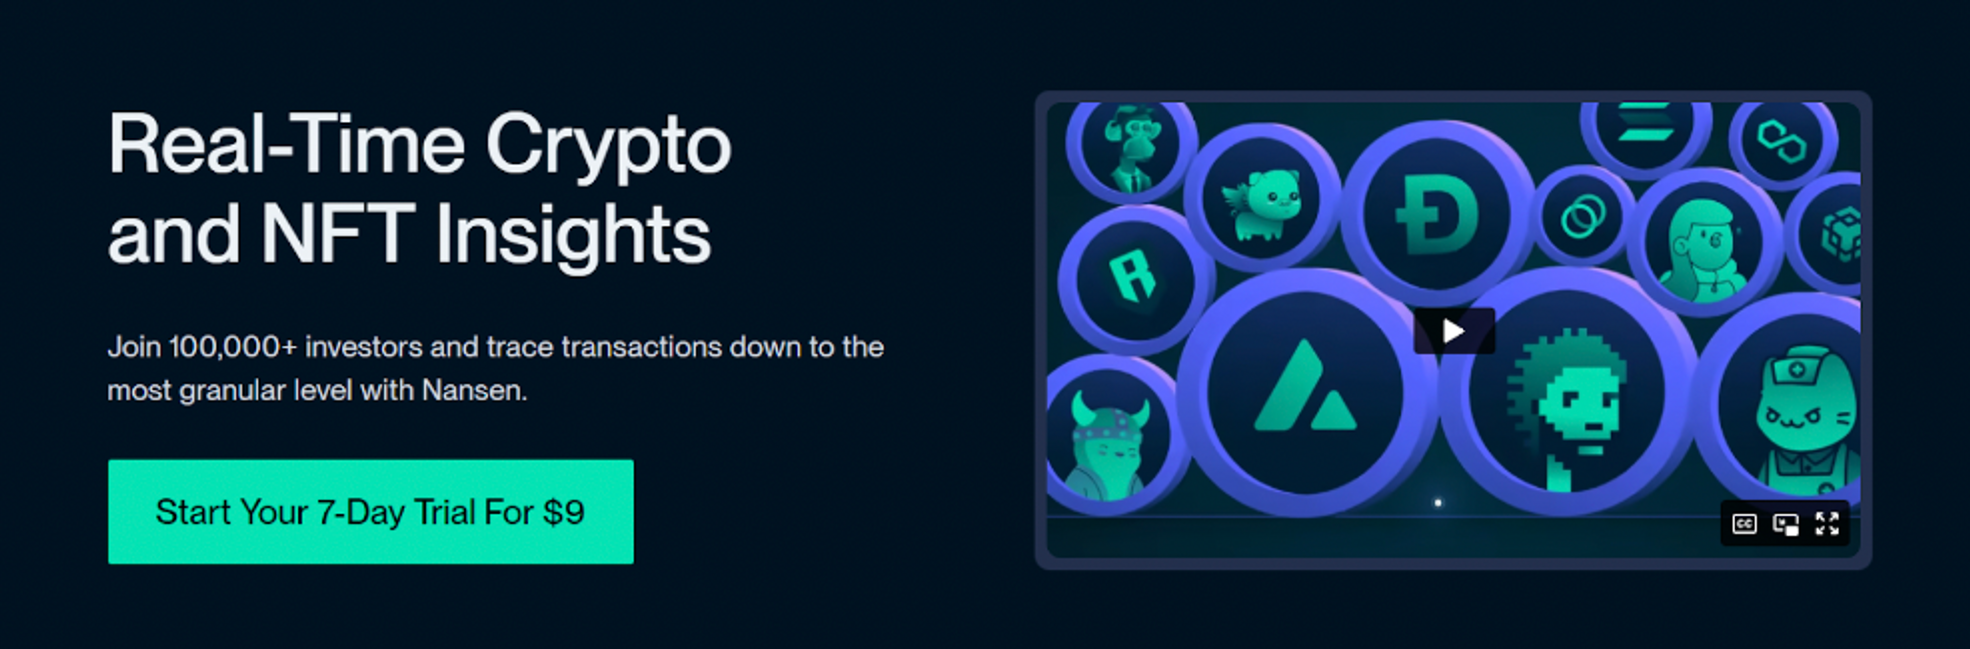 Real-Time Crypto
and NFT Insights
Join 100,000+ investors and trace transactions down to the
most granular level with Nansen.
Start Your 7-Day Trial For $9
CC